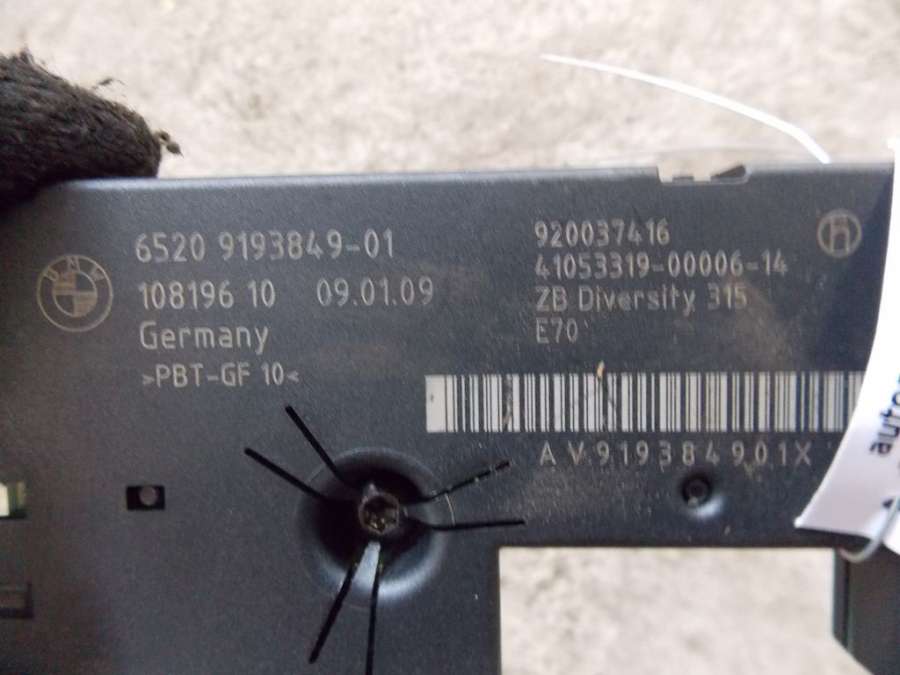 BMW
6520 9193849-01
108196 10 09.01.09
Germany
>PBT-GF 10<
920037416
41053319-00006-14
ZB Diversity 315
E70
AV919384901X